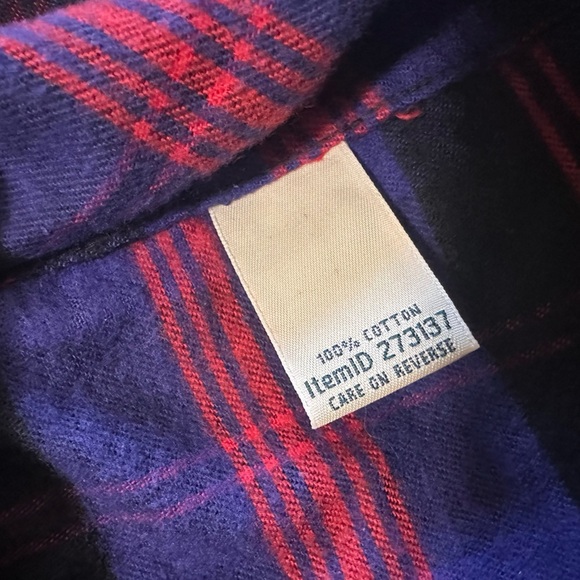 100% COTTON
ItemID 273137
CARE ON REVERSE